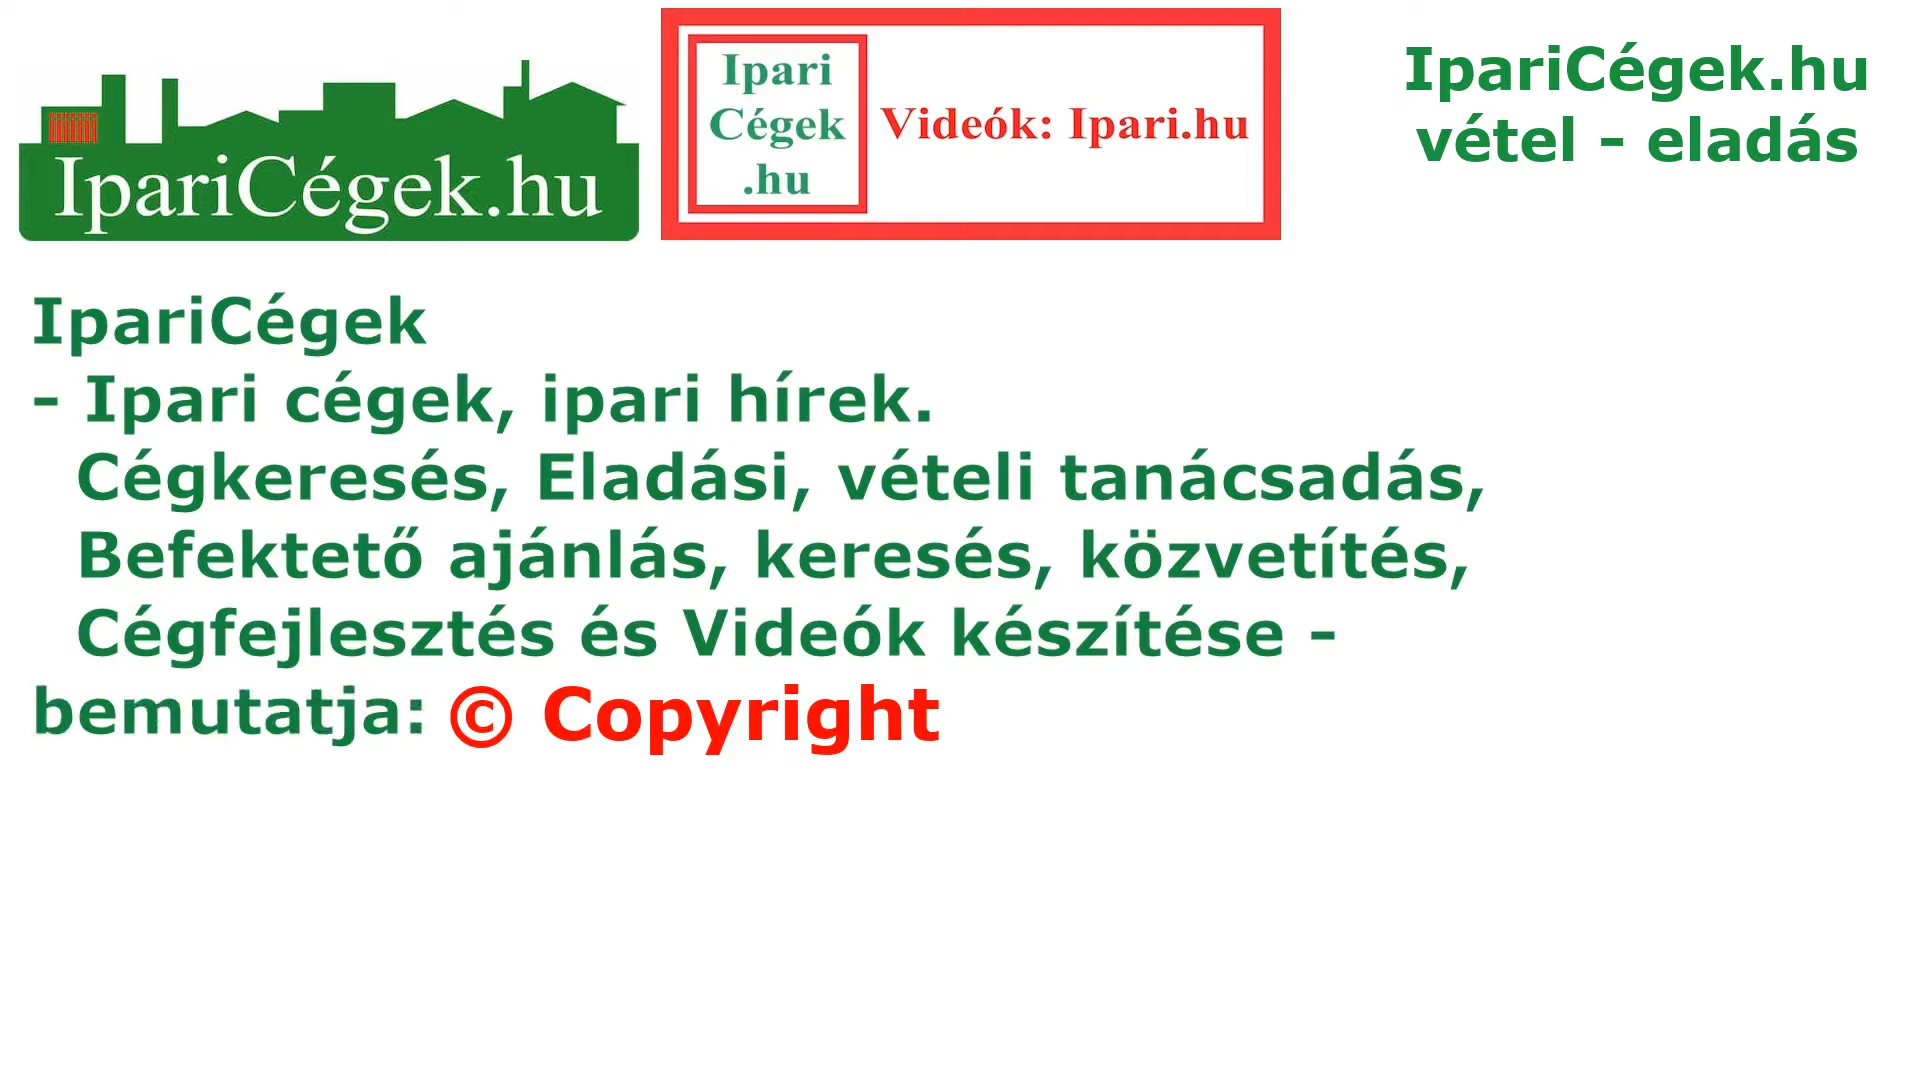 IpariCégek.hu
Ipari
Cégek
.hu
Videók: Ipari.hu
IpariCégek.hu
vétel - eladás
IpariCégek
- Ipari cégek, ipari hírek.
Cégkeresés, Eladási, vételi tanácsadás,
Befektető ajánlás, keresés, közvetítés,
Cégfejlesztés és Videók készítése -
bemutatja: © Copyright